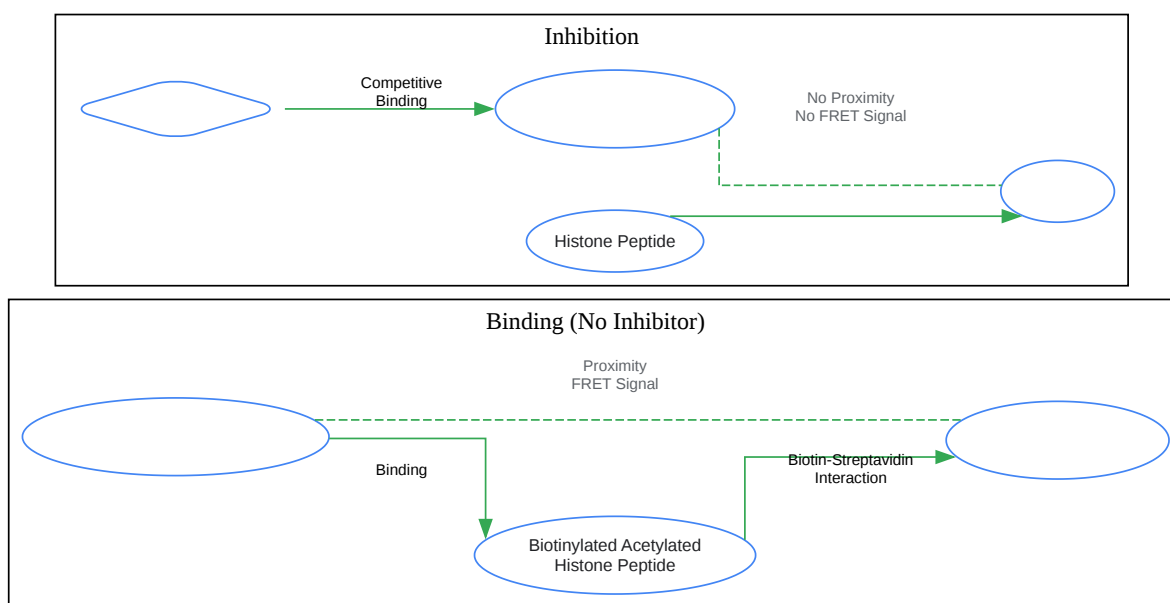 Inhibition
Competitive
Binding
No Proximity
No FRET Signal
Histone Peptide
Binding (No Inhibitor)
Proximity
FRET Signal
Binding
Biotin-Streptavidin
Interaction
Biotinylated Acetylated
Histone Peptide